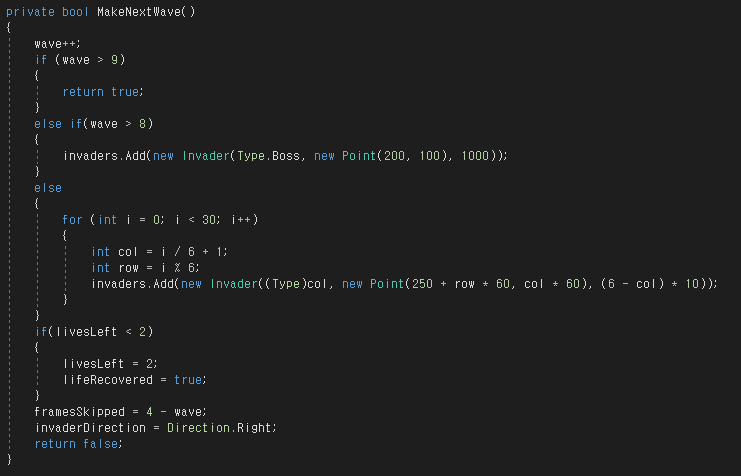 private bool MakeNextWave()
{
wave++;
if (wave > 9)
{
return true;
}
else if(wave > 8)
{
invaders.Add(new Invader(Type.Boss, new Point(200, 100), 1000));
}
else
{
for (int i = 0; i < 30; i++)
{
int col = i / 6 + 1;
int row = i % 6;
invaders.Add(new Invader((Type)col, new Point(250 + row * 60, col * 60), (6 - col) * 10));
}
}
if(livesLeft < 2)
{
livesLeft = 2;
lifeRecovered = true;
}
framesSkipped = 4 - wave;
invaderDirection = Direction.Right;
return false;
}